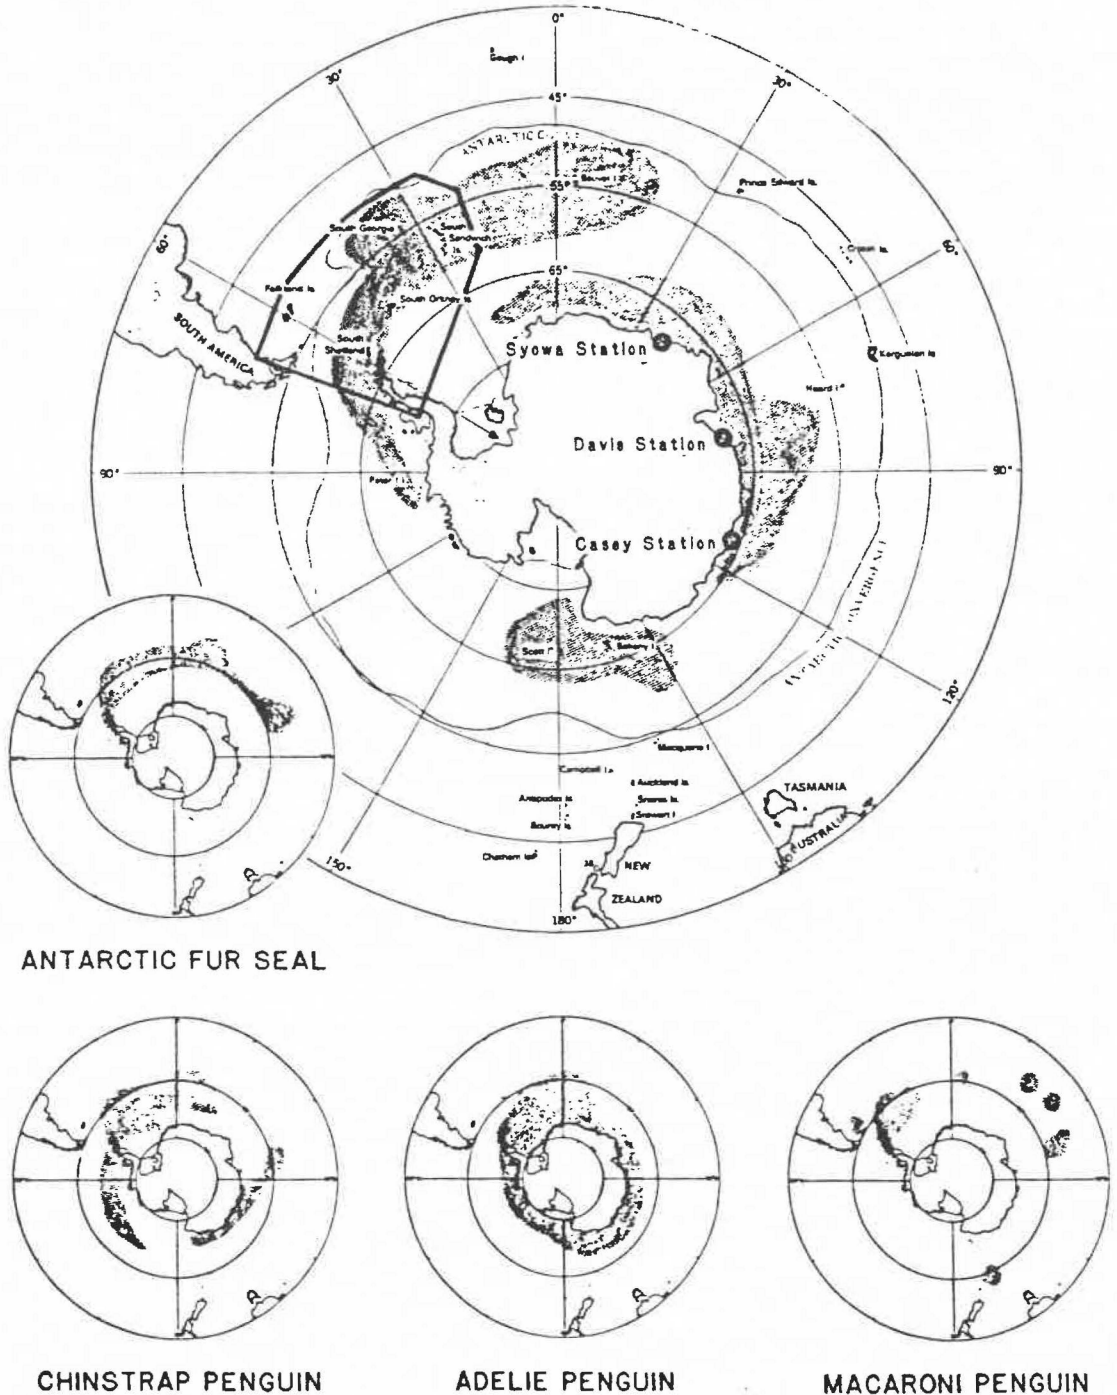 0°
Gough I
30°
30°
45°
ANTARCTIC
Prince Edward Is.
Bouvet I
55°
60°
South Georgia
South
Sandwich
Is.
60
65°
Falkland Is.
South Orkney Is.
SOUTH AMERICA
South
Shetland
Syowa Station
Kerguelen Is.
Heard I
Davis Station
90°
90°
Peter I I
Casey Station
Scott I
Balleny I
120°
Macquarie I
Campbell I
Auckland Is.
TASMANIA
Antipodes Is.
Snares Is.
Stewart I
Bounty Is.
AUSTRALIA
Chatham Is
150°
NEW
ZEALAND
180°
ANTARCTIC FUR SEAL
CHINSTRAP PENGUIN
ADELIE PENGUIN
MACARONI PENGUIN